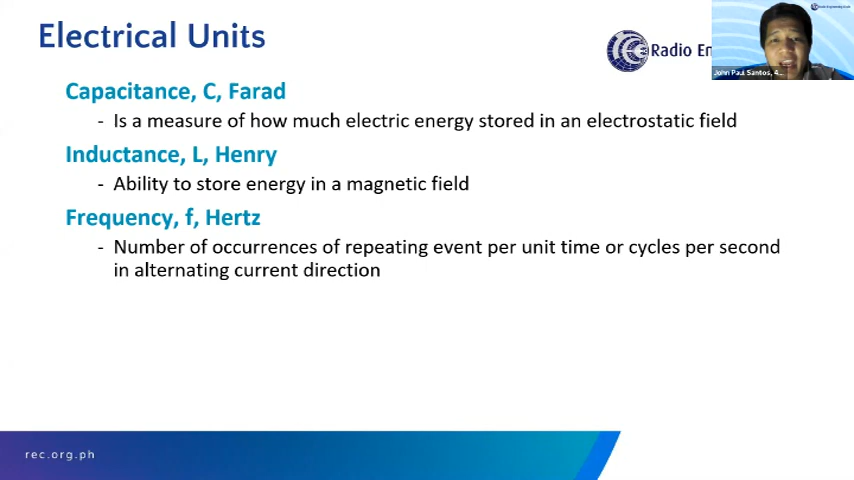 Electrical Units
Radio En
John Paul Santos, 4...
Capacitance, C, Farad
- Is a measure of how much electric energy stored in an electrostatic field
Inductance, L, Henry
- Ability to store energy in a magnetic field
Frequency, f, Hertz
- Number of occurrences of repeating event per unit time or cycles per second
in alternating current direction
rec.org.ph